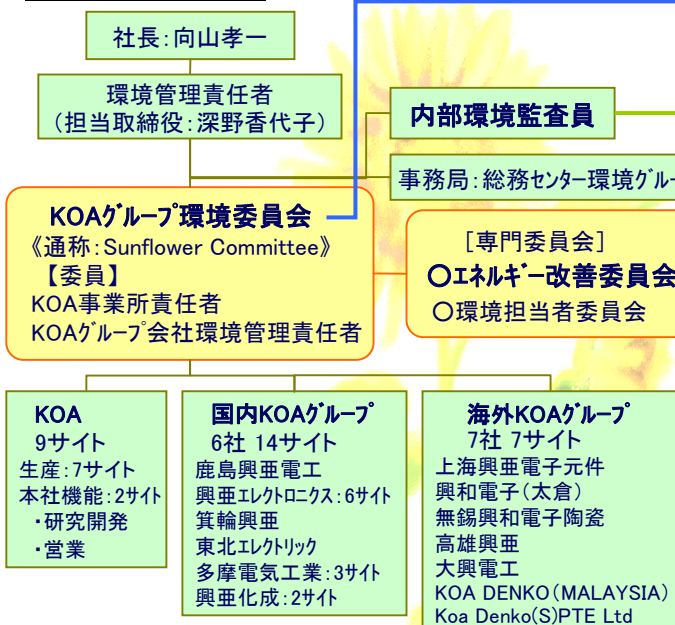 社長:向山孝一
環境管理責任者
(担当取締役:深野香代子)
内部環境監査員
事務局:総務センター環境グルー
KOAグループ環境委員会
《通称:Sunflower Committee》
【委員】
KOA事業所責任者
KOAグループ会社環境管理責任者
[専門委員会]
〇エネルギー改善委員会
〇環境担当者委員会
KOA
9サイト
生産:7サイト
本社機能:2サイト
・研究開発
・営業
国内KOAグループ
6社 14サイト
鹿島興亜電工
興亜エレクトロニクス:6サイト
箕輪興亜
東北エレクトリック
多摩電気工業:3サイト
興亜化成:2サイト
海外KOAグループ
7社 7サイト
上海興亜電子元件
興和電子(太倉)
無錫興和電子陶瓷
高雄興亜
大興電工
KOA DENKO(MALAYSIA)
Koa Denko(S)PTE Ltd